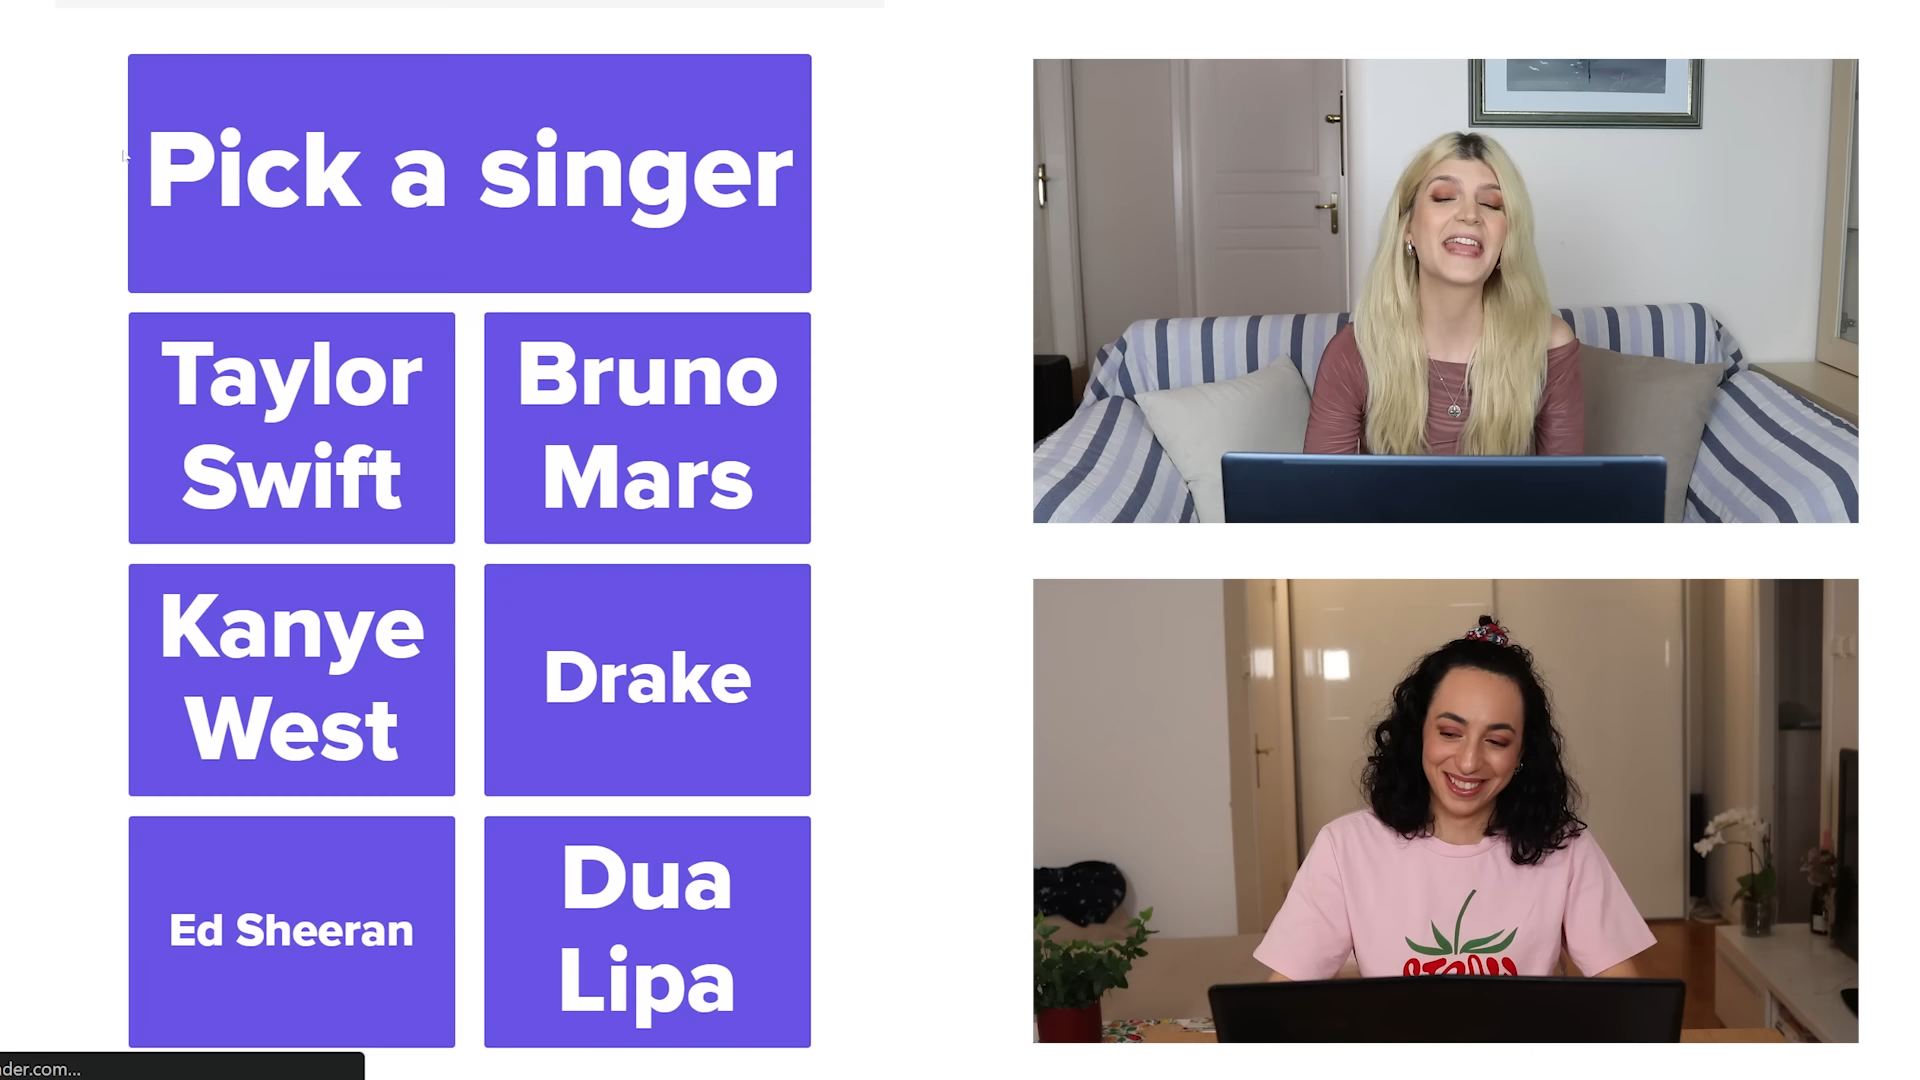 Pick a singer
Taylor
Swift
Bruno
Mars
Kanye
West
Drake
Ed Sheeran
Dua
Lipa
der.com...